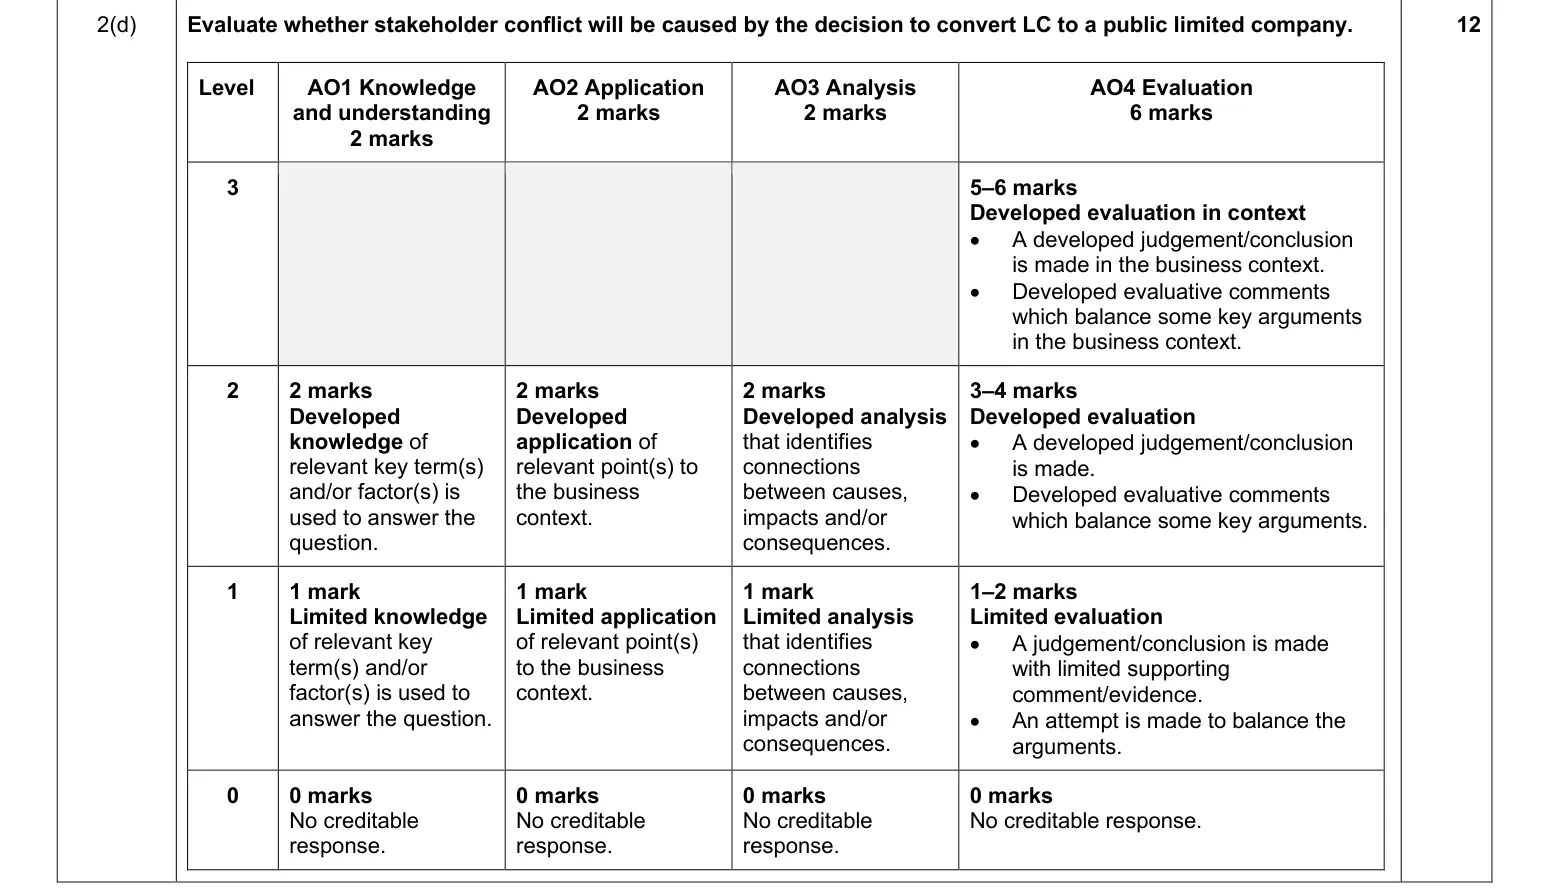 2(d)
Evaluate whether stakeholder conflict will be caused by the decision to convert LC to a public limited company.
12
Level
AO1 Knowledge
and understanding
2 marks
AO2 Application
2 marks
AO3 Analysis
2 marks
AO4 Evaluation
6 marks
3
5–6 marks
Developed evaluation in context
• A developed judgement/conclusion
is made in the business context.
• Developed evaluative comments
which balance some key arguments
in the business context.
2
2 marks
Developed
knowledge of
relevant key term(s)
and/or factor(s) is
used to answer the
question.
2 marks
Developed
application of
relevant point(s) to
the business
context.
2 marks
Developed analysis
that identifies
connections
between causes,
impacts and/or
consequences.
3–4 marks
Developed evaluation
• A developed judgement/conclusion
is made.
• Developed evaluative comments
which balance some key arguments.
1
1 mark
Limited knowledge
of relevant key
term(s) and/or
factor(s) is used to
answer the question.
1 mark
Limited application
of relevant point(s)
to the business
context.
1 mark
Limited analysis
that identifies
connections
between causes,
impacts and/or
consequences.
1–2 marks
Limited evaluation
• A judgement/conclusion is made
with limited supporting
comment/evidence.
• An attempt is made to balance the
arguments.
0
0 marks
No creditable
response.
0 marks
No creditable
response.
0 marks
No creditable
response.
0 marks
No creditable response.